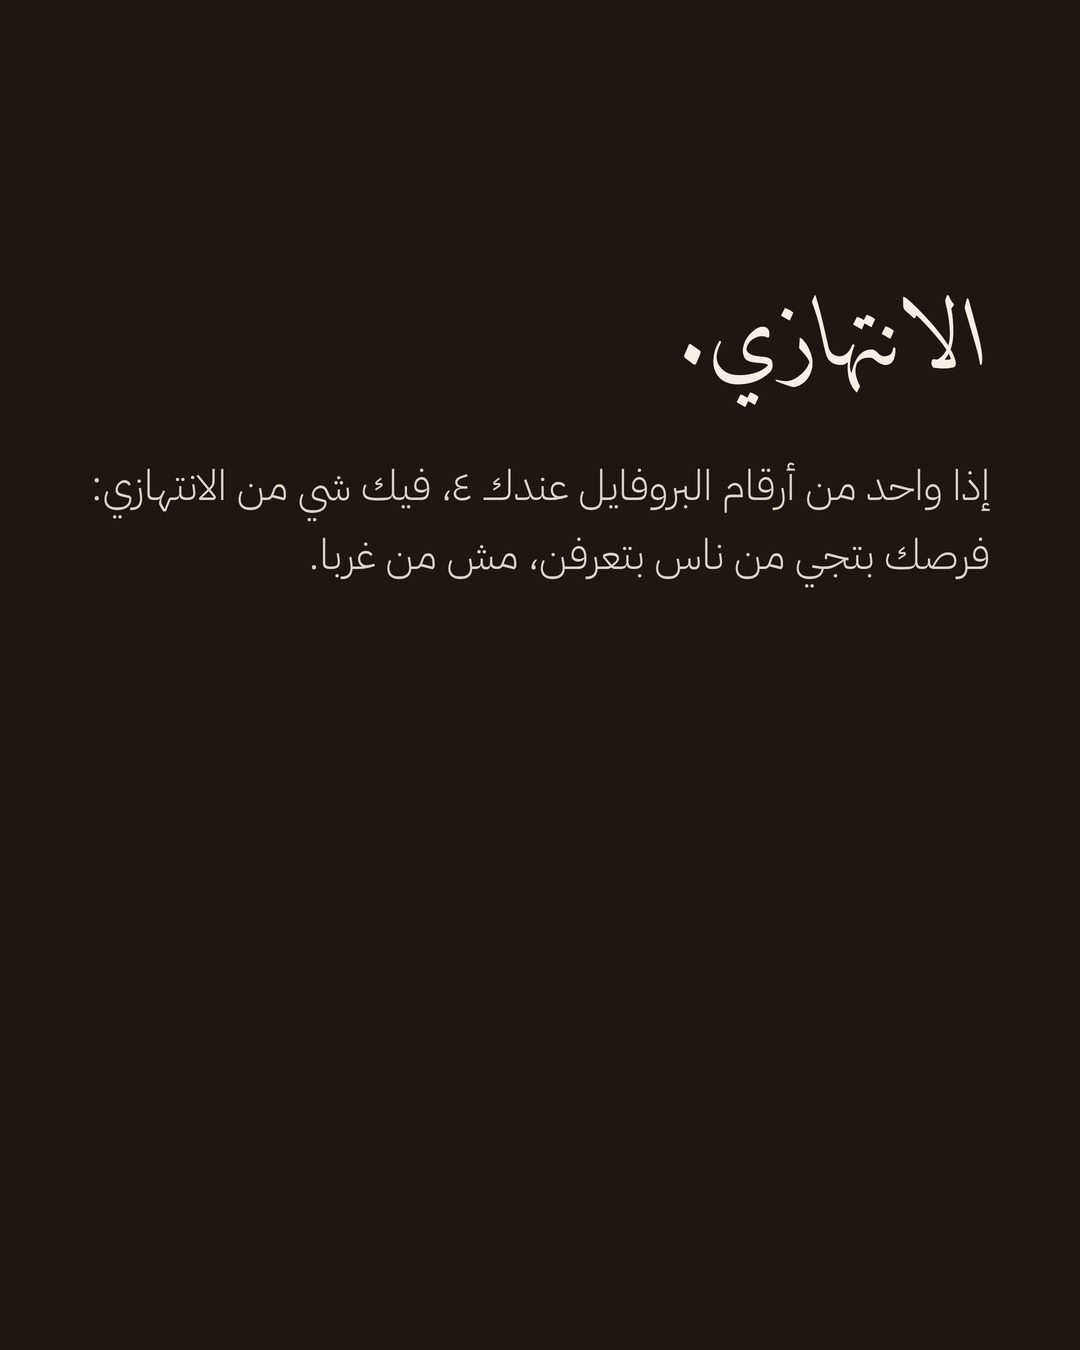 الانتهازي.
إذا واحد من أرقام البروفايل عندك ٤، فيك شي من الانتهازي:
فرصك بتجي من ناس بتعرفن، مش من غربا.